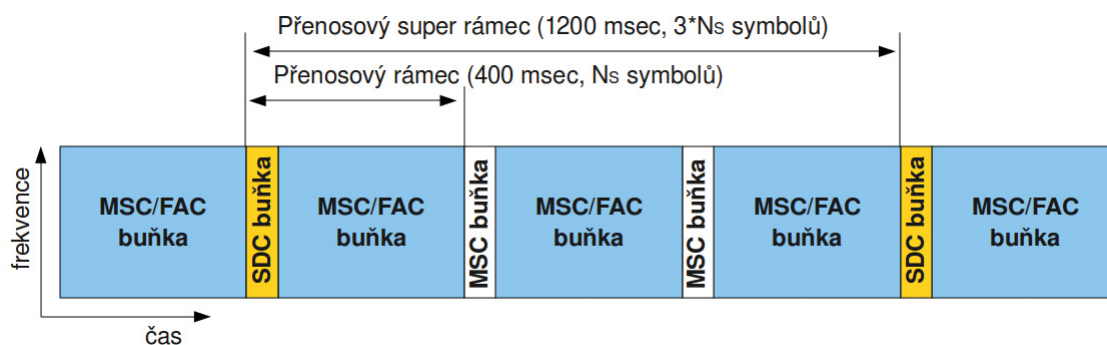 Přenosový super rámec (1200 msec, 3*Ns symbolů)
Přenosový rámec (400 msec, Ns symbolů)
frekvence
MSC/FAC
buňka
SDC buňka
MSC/FAC
buňka
MSC buňka
MSC/FAC
buňka
MSC buňka
MSC/FAC
buňka
SDC buňka
MSC/FAC
buňka
čas